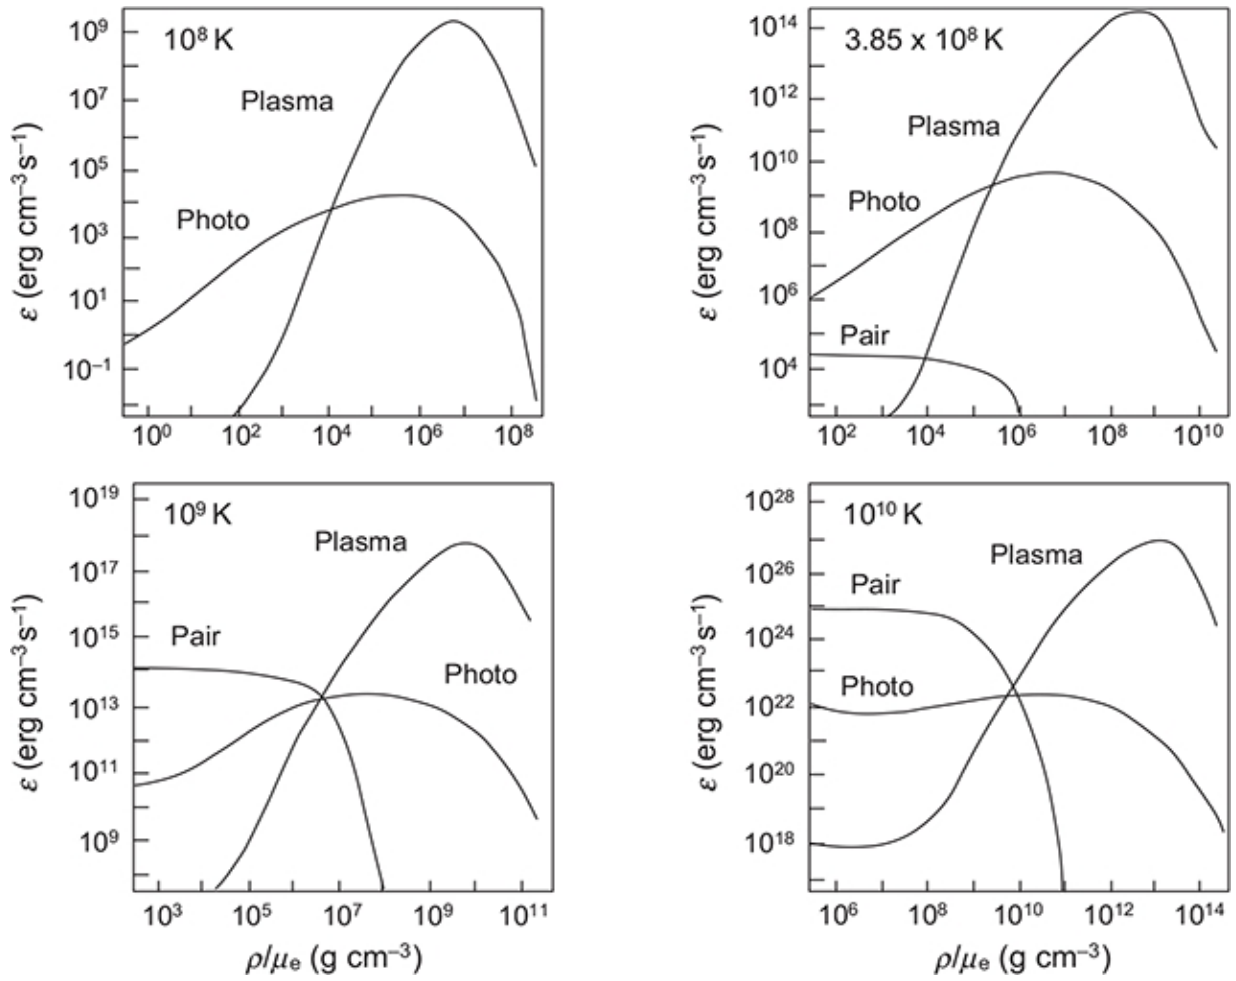 10⁸ K
Plasma
Photo
10⁹
10⁷
10⁵
10³
10¹
10⁻¹
ε (erg cm⁻³s⁻¹)
10⁰ 10² 10⁴ 10⁶ 10⁸
3.85 x 10⁸ K
Plasma
Photo
Pair
10¹⁴
10¹²
10¹⁰
10⁸
10⁶
10⁴
ε (erg cm⁻³s⁻¹)
10² 10⁴ 10⁶ 10⁸ 10¹⁰
10⁹ K
Plasma
Pair
Photo
10¹⁹
10¹⁷
10¹⁵
10¹³
10¹¹
10⁹
ε (erg cm⁻³s⁻¹)
10³ 10⁵ 10⁷ 10⁹ 10¹¹
ρ/μₑ (g cm⁻³)
10¹⁰ K
Plasma
Pair
Photo
10²⁸
10²⁶
10²⁴
10²²
10²⁰
10¹⁸
ε (erg cm⁻³s⁻¹)
10⁶ 10⁸ 10¹⁰ 10¹² 10¹⁴
ρ/μₑ (g cm⁻³)